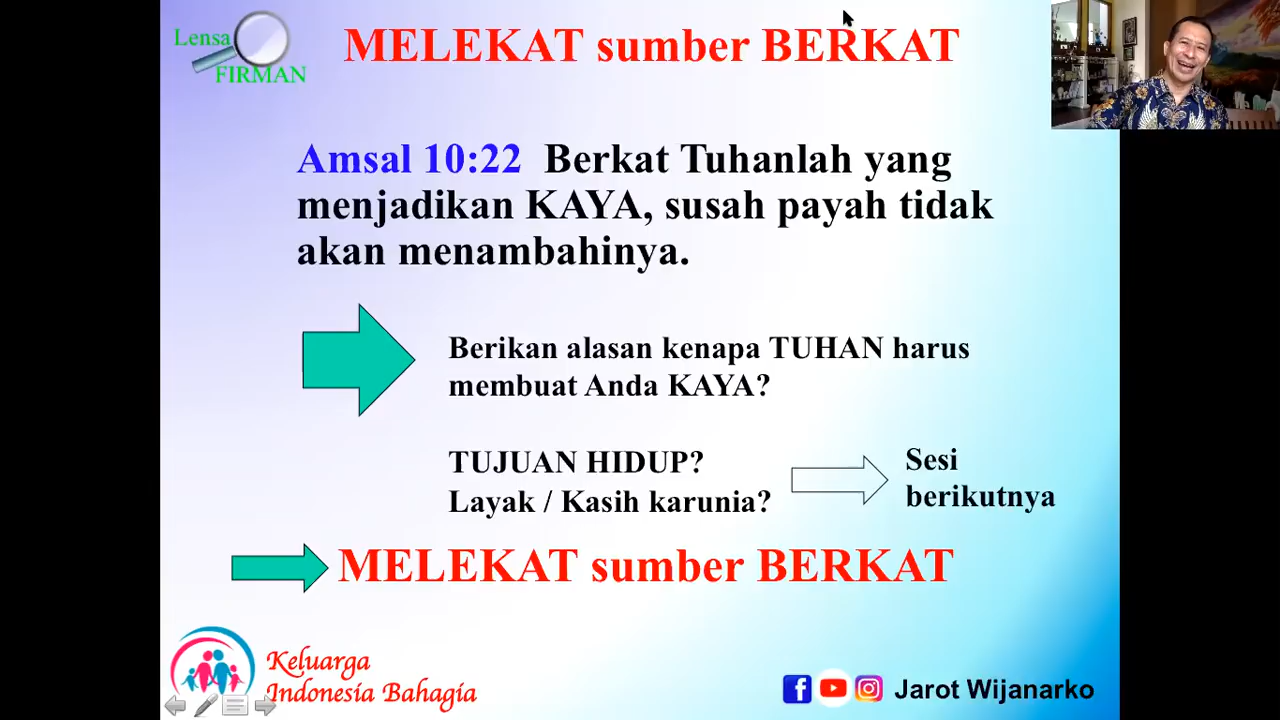 Lensa
FIRMAN
MELEKAT sumber BERKAT
Amsal 10:22 Berkat Tuhanlah yang
menjadikan KAYA, susah payah tidak
akan menambahinya.
Berikan alasan kenapa TUHAN harus
membuat Anda KAYA?
TUJUAN HIDUP?
Layak / Kasih karunia?
Sesi
berikutnya
MELEKAT sumber BERKAT
Keluarga
Indonesia Bahagia
Jarot Wijanarko